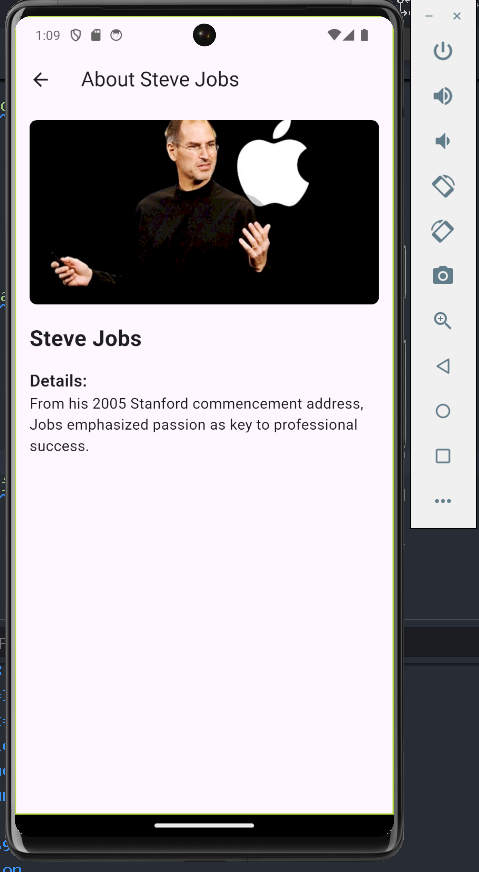 1:09
About Steve Jobs
Steve Jobs
Details:
From his 2005 Stanford commencement address,
Jobs emphasized passion as key to professional
success.